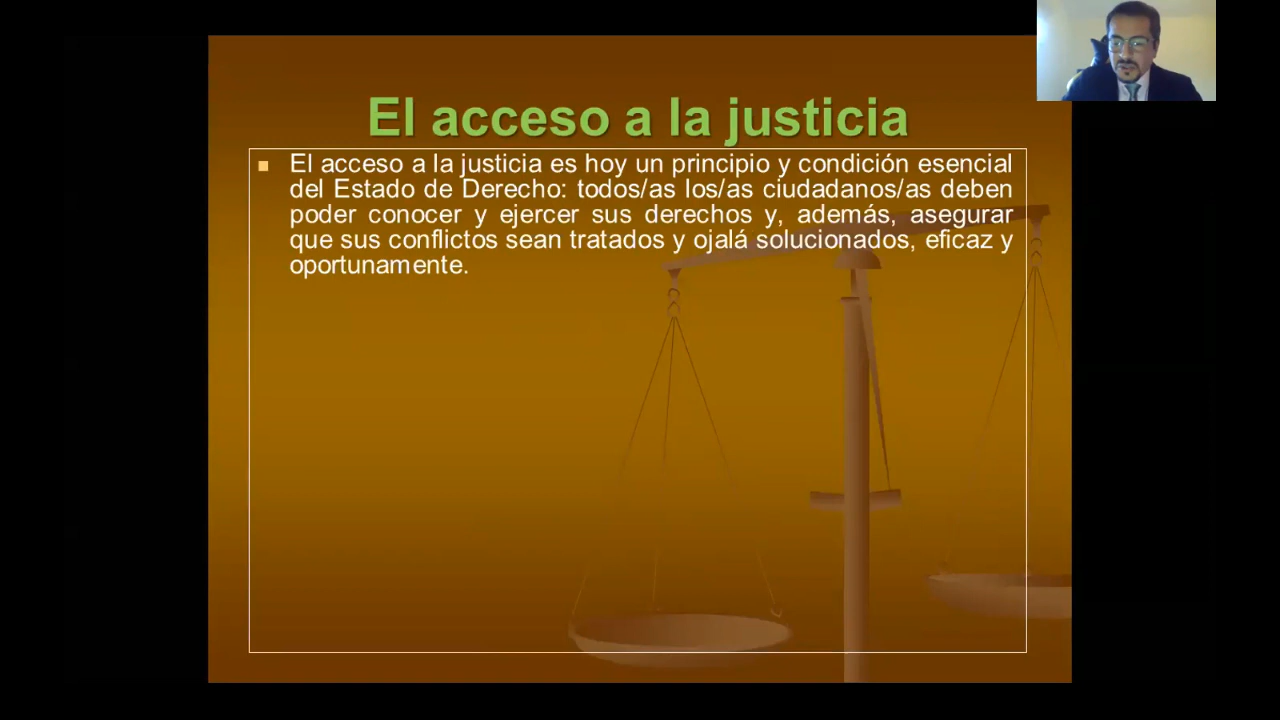 El acceso a la justicia
El acceso a la justicia es hoy un principio y condición esencial
del Estado de Derecho: todos/as los/as ciudadanos/as deben
poder conocer y ejercer sus derechos y, además, asegurar
que sus conflictos sean tratados y ojalá solucionados, eficaz y
oportunamente.